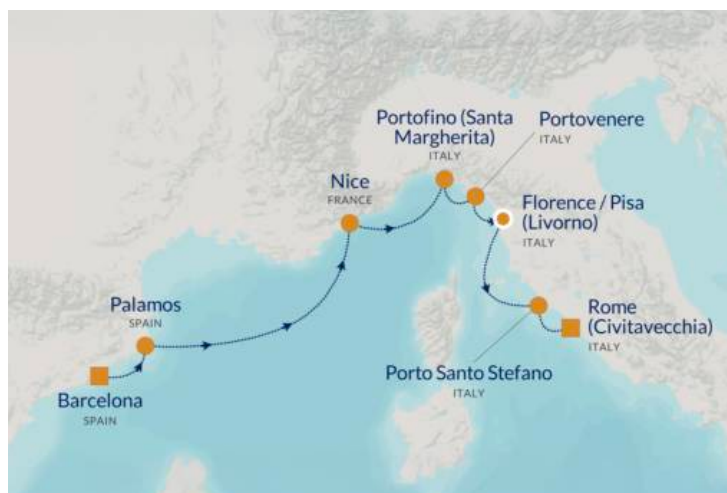 Portofino (Santa
Margherita)
ITALY
Portovenere
ITALY
Nice
FRANCE
Florence / Pisa
(Livorno)
ITALY
Palamos
SPAIN
Rome
(Civitavecchia)
ITALY
Porto Santo Stefano
ITALY
Barcelona
SPAIN